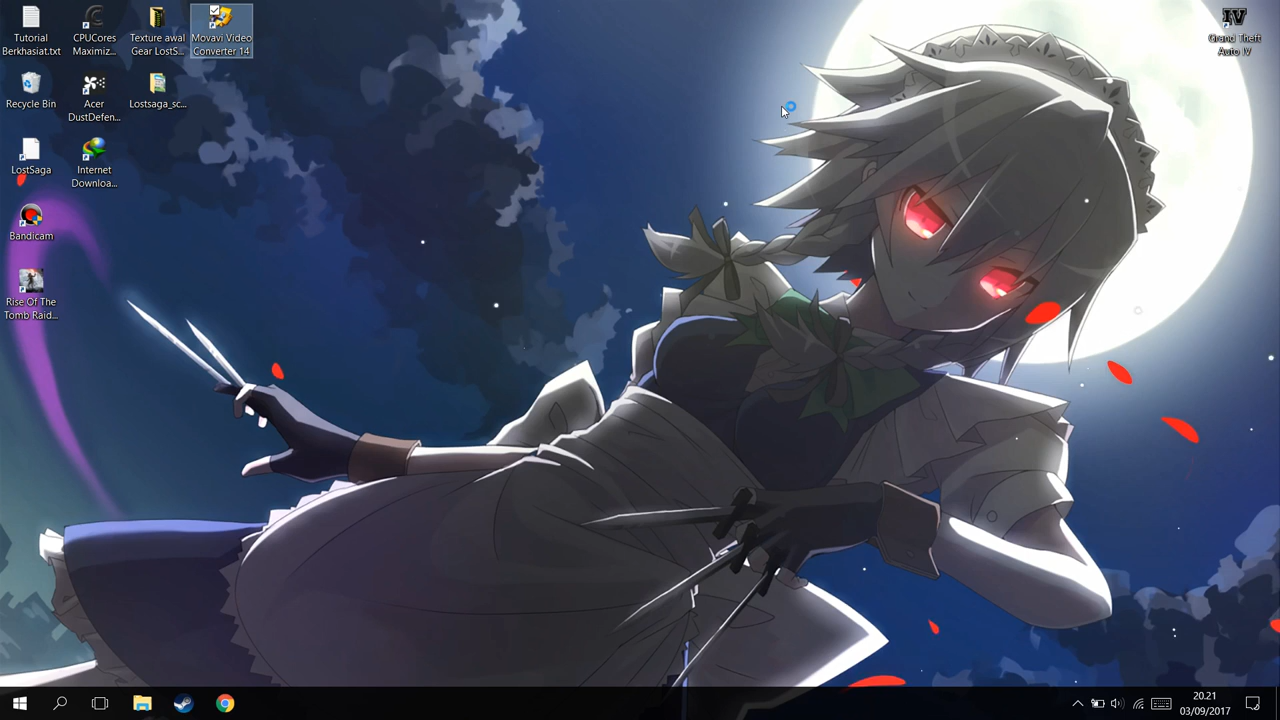 Tutorial
Berkhasiat.txt
CPUCores
Maximiz...
Texture awal
Gear LostS...
Movavi Video
Converter 14
IV
Grand Theft
Auto IV
Recycle Bin
Acer
DustDefen...
Lostsaga_sc...
LostSaga
Internet
Downloa...
Bandicam
Rise Of The
Tomb Raid...
20.21
03/09/2017